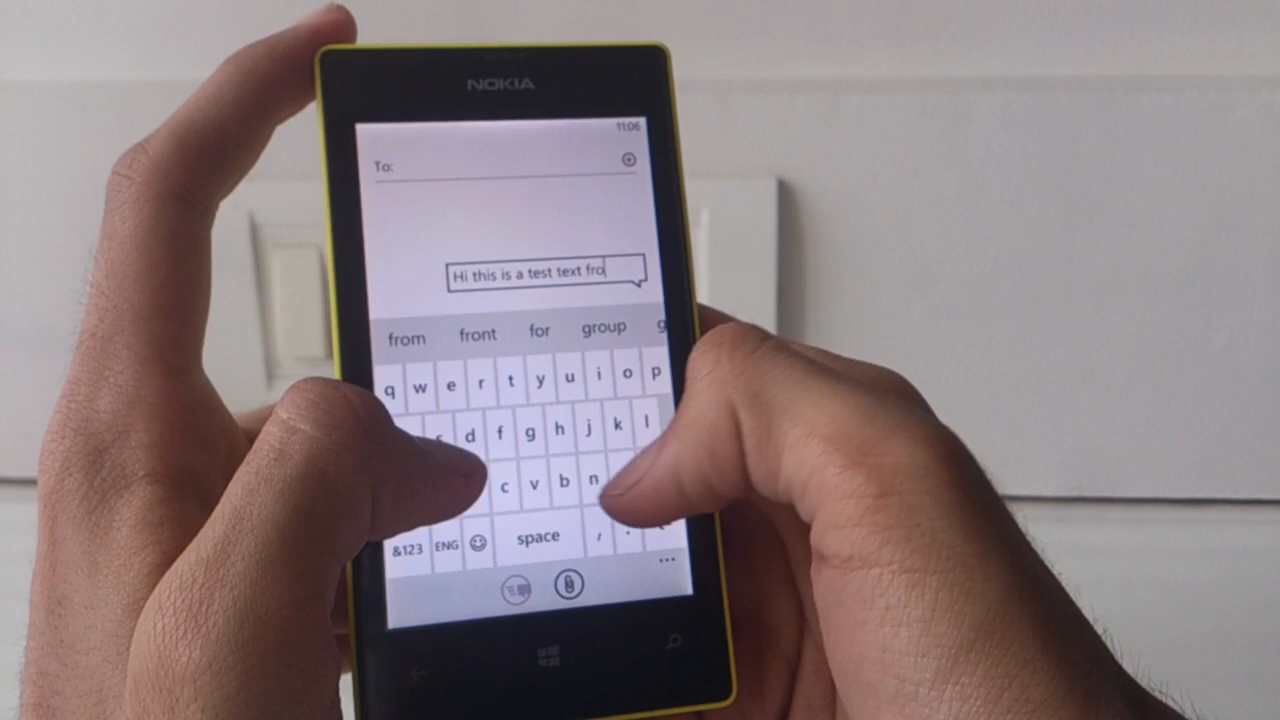 NOKIA
11:06
To:
Hi this is a test text fro
from front for group g
q w e r t y u i o p
d f g h j k l
c v b n
&123 ENG space , .